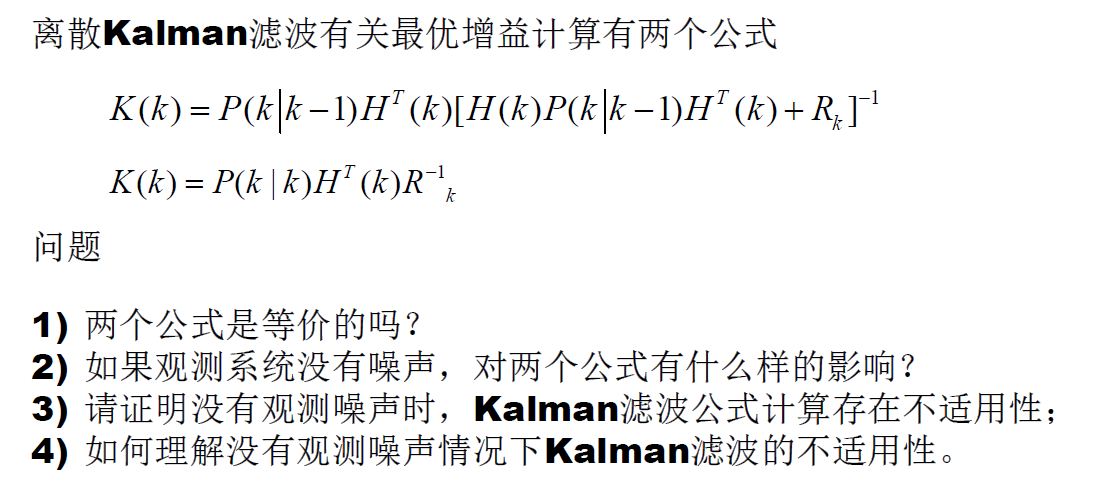 离散Kalman滤波有关最优增益计算有两个公式
K(k) = P(k|k−1)H^T(k)[H(k)P(k|k−1)H^T(k) + R_k]^{-1}
K(k) = P(k | k)H^T(k)R^{-1}_k
问题
1) 两个公式是等价的吗?
2) 如果观测系统没有噪声，对两个公式有什么样的影响?
3) 请证明没有观测噪声时，Kalman滤波公式计算存在不适用性；
4) 如何理解没有观测噪声情况下Kalman滤波的不适用性。